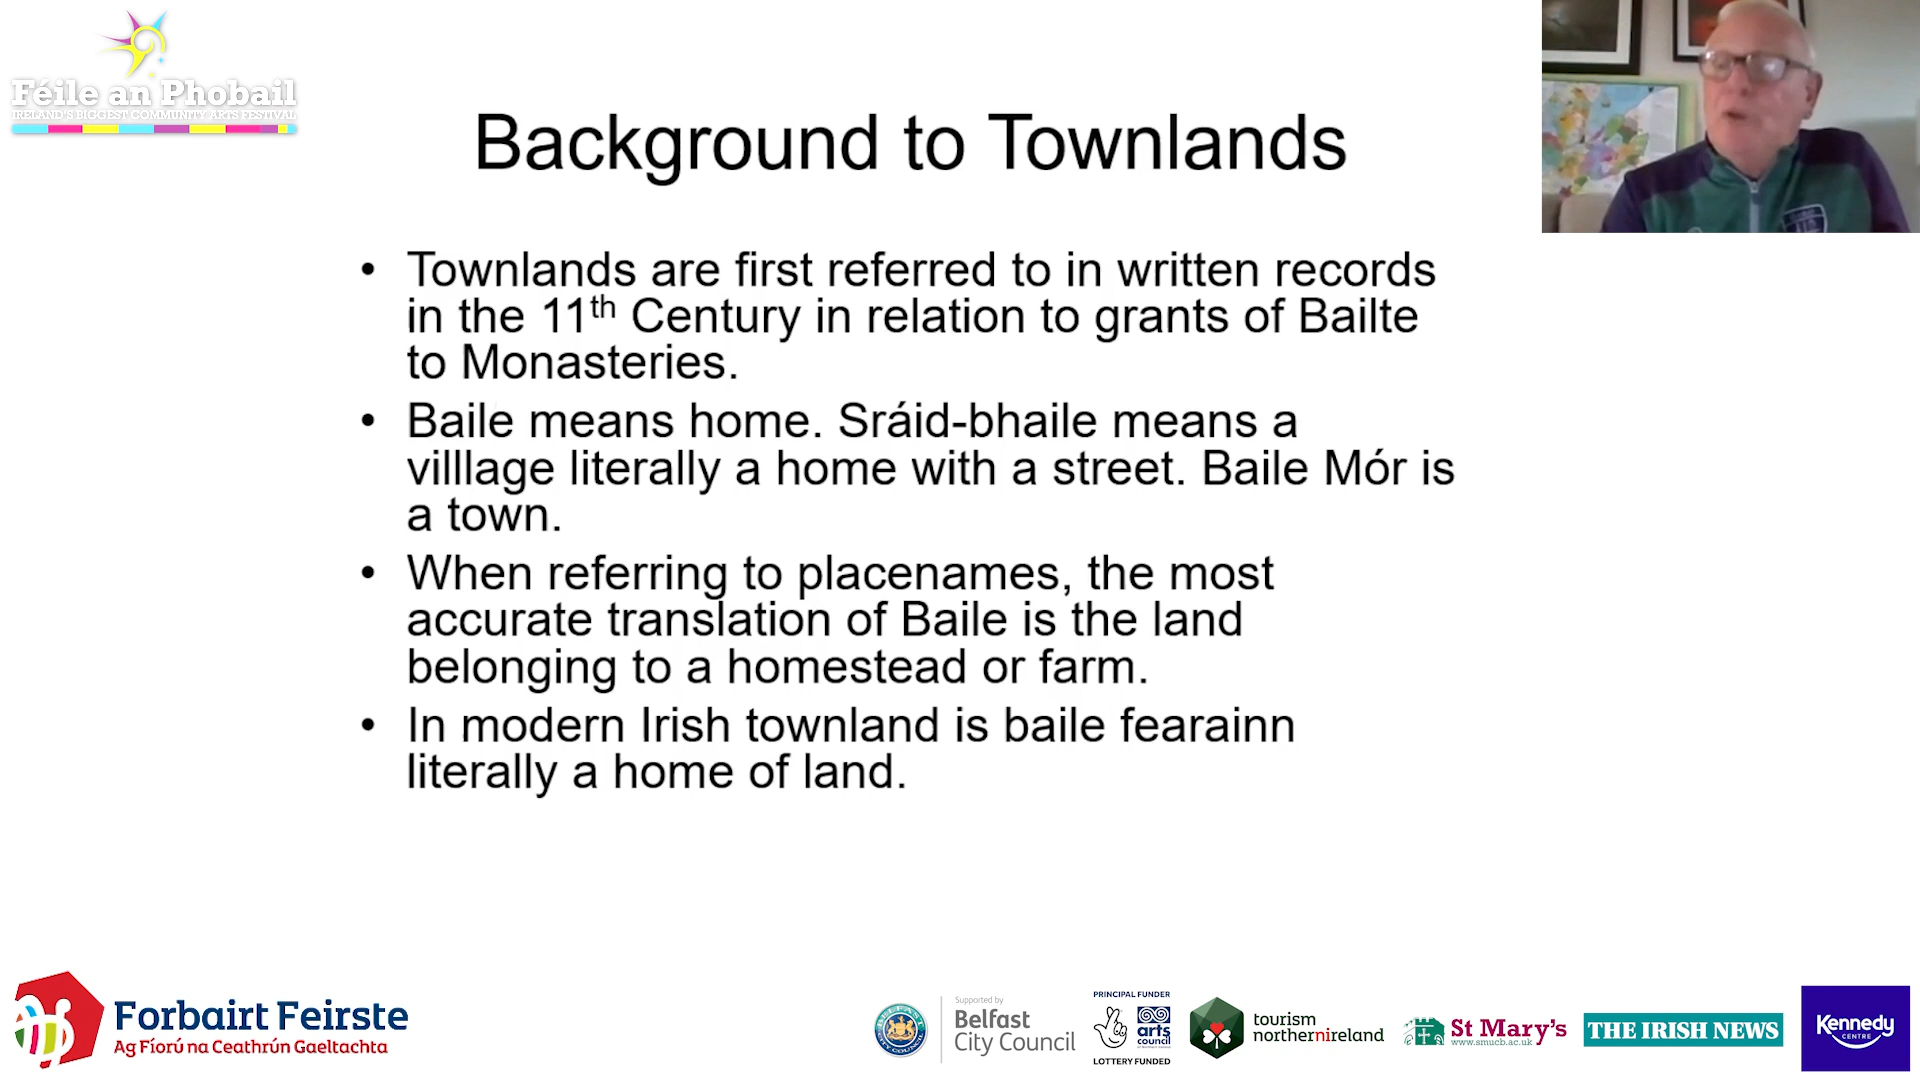 Féile an Phobail
IRELAND'S BIGGEST COMMUNITY ARTS FESTIVAL
Background to Townlands
• Townlands are first referred to in written records
in the 11th Century in relation to grants of Bailte
to Monasteries.
• Baile means home. Sráid-bhaile means a
villlage literally a home with a street. Baile Mór is
a town.
• When referring to placenames, the most
accurate translation of Baile is the land
belonging to a homestead or farm.
• In modern Irish townland is baile fearainn
literally a home of land.
Forbairt Feirste
Ag Fíorú na Ceathrún Gaeltachta
Supported by
Belfast
City Council
PRINCIPAL FUNDER
arts
council
LOTTERY FUNDED
tourism
northernireland
St Mary's
www.smucb.ac.uk
THE IRISH NEWS
Kennedy
CENTRE